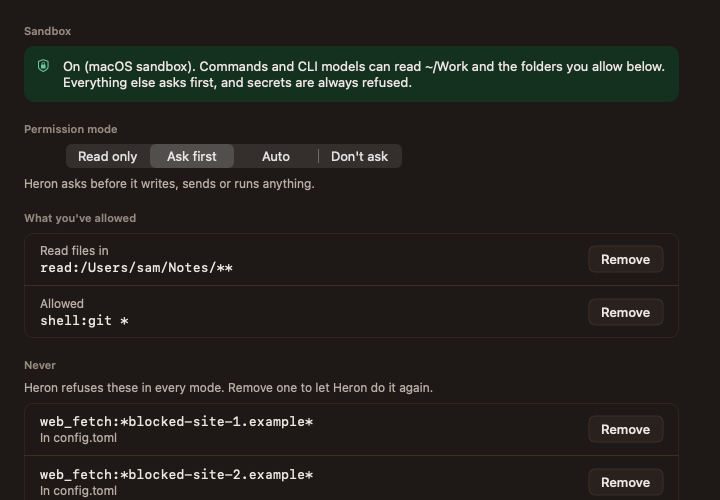 Sandbox
On (macOS sandbox). Commands and CLI models can read ~/Work and the folders you allow below.
Everything else asks first, and secrets are always refused.
Permission mode
Read only Ask first Auto Don't ask
Heron asks before it writes, sends or runs anything.
What you've allowed
Read files in
read:/Users/sam/Notes/**
Remove
Allowed
shell:git *
Remove
Never
Heron refuses these in every mode. Remove one to let Heron do it again.
web_fetch:*blocked-site-1.example*
In config.toml
Remove
web_fetch:*blocked-site-2.example*
In config.toml
Remove